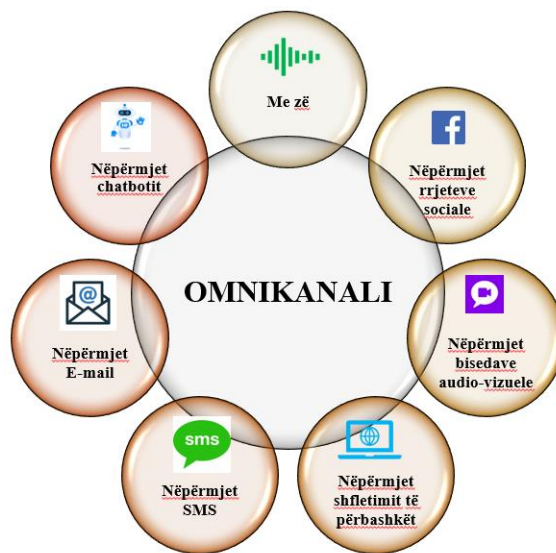 Me zë
Nëpërmjet
rrjeteve
sociale
Nëpërmjet
bisedave
audio-vizuele
Nëpërmjet
shfletimit të
përbashkët
sms
Nëpërmjet
SMS
@
Nëpërmjet
E-mail
Nëpërmjet
chatbotit
OMNIKANALI